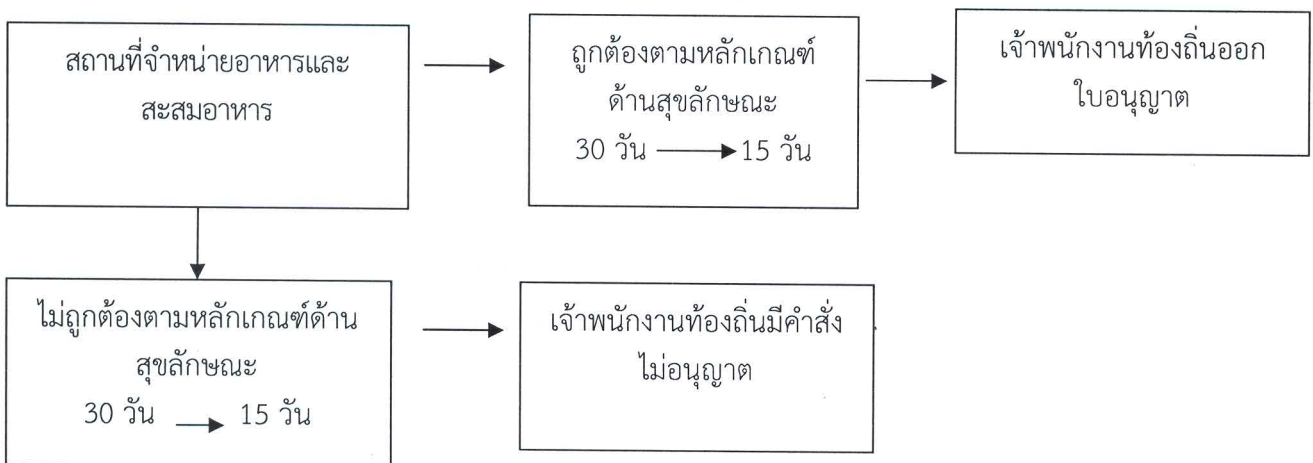 สถานที่จำหน่ายอาหารและ
สะสมอาหาร
ถูกต้องตามหลักเกณฑ์
ด้านสุขลักษณะ
30 วัน 15 วัน
เจ้าพนักงานท้องถิ่นออก
ใบอนุญาต
ไม่ถูกต้องตามหลักเกณฑ์ด้าน
สุขลักษณะ
30 วัน 15 วัน
เจ้าพนักงานท้องถิ่นมีคำสั่ง
ไม่อนุญาต